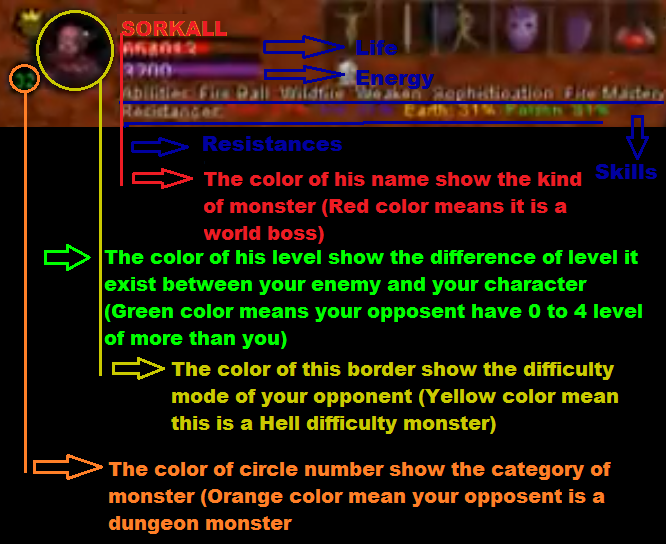 SORKALL
Life
3200
Energy
Abilities: Fire Ball Wildfire Weaken Sophistication Fire Mastery
Resistances: Earth: 31% Poison: 31%
Resistances
Skills
The color of his name show the kind
of monster (Red color means it is a
world boss)
The color of his level show the difference of level it
exist between your enemy and your character
(Green color means your opposent have 0 to 4 level
of more than you)
The color of this border show the difficulty
mode of your opponent (Yellow color mean
this is a Hell difficulty monster)
The color of circle number show the category of
monster (Orange color mean your opposent is a
dungeon monster